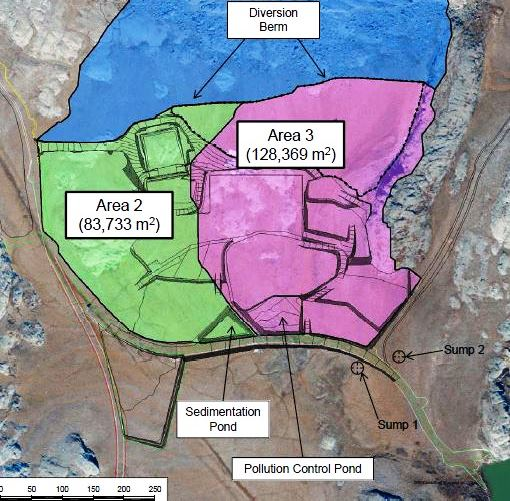 Diversion
Berm
Area 3
(128,369 m²)
Area 2
(83,733 m²)
Sump 2
Sedimentation
Pond
Sump 1
Pollution Control Pond
0 50 100 150 200 250